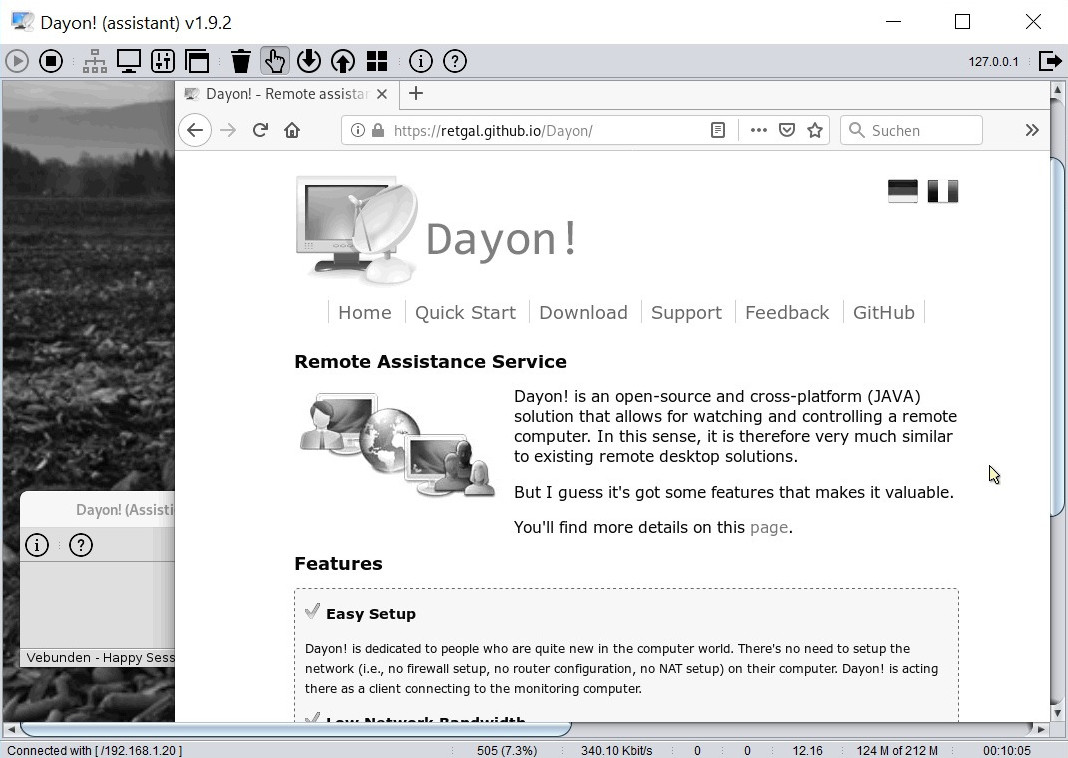 Dayon! (assistant) v1.9.2
127.0.0.1
Dayon! - Remote assistar
https://retgal.github.io/Dayon/
Suchen
Dayon!
Home Quick Start Download Support Feedback GitHub
Remote Assistance Service
Dayon! is an open-source and cross-platform (JAVA)
solution that allows for watching and controlling a remote
computer. In this sense, it is therefore very much similar
to existing remote desktop solutions.
But I guess it's got some features that makes it valuable.
You'll find more details on this page.
Dayon! (Assisti
Vebunden - Happy Sess
Features
Easy Setup
Dayon! is dedicated to people who are quite new in the computer world. There's no need to setup the
network (i.e., no firewall setup, no router configuration, no NAT setup) on their computer. Dayon! is acting
there as a client connecting to the monitoring computer.
Low Network Bandwidth
Connected with [ /192.168.1.20 ] 505 (7.3%) 340.10 Kbit/s 0 0 12.16 124 M of 212 M 00:10:05